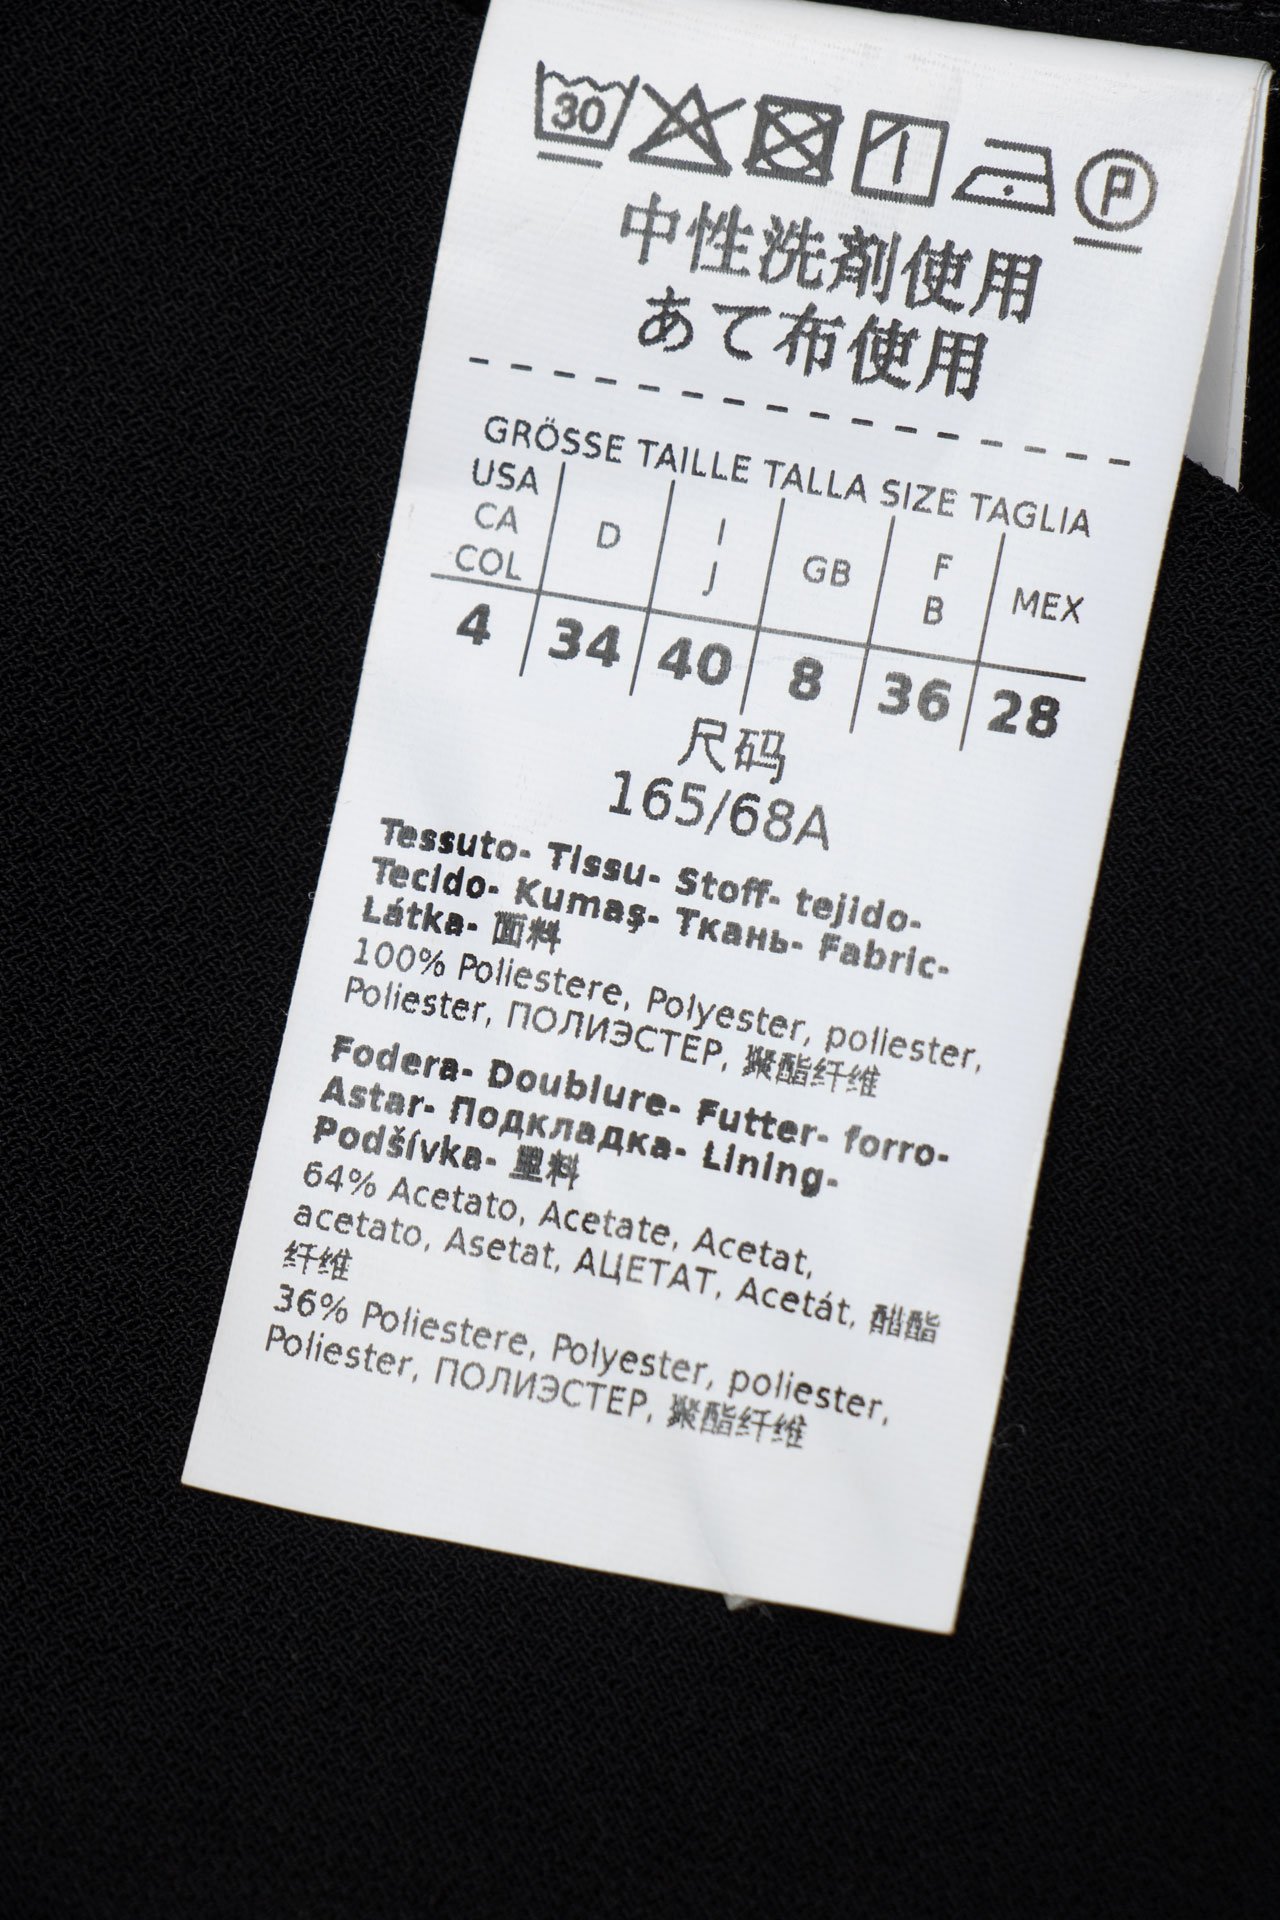 30
P
中性洗剤使用
あて布使用
GRÖSSE TAILLE TALLA SIZE TAGLIA
USA CA COL D I J GB F B MEX
4 34 40 8 36 28
尺码
165/68A
Tessuto- Tissu- Stoff- tejido-
Tecido- Kumaş- Ткань- Fabric-
Látka- 面料
100% Poliestere, Polyester, poliester,
Poliester, ПОЛИЭСТЕР, 聚酯纤维
Fodera- Doublure- Futter- forro-
Astar- Подкладка- Lining-
Podšívka- 里料
64% Acetato, Acetate, Acetat,
acetato, Asetat, АЦЕТАТ, Acetát, 醋酯
纤维
36% Poliestere, Polyester, poliester,
Poliester, ПОЛИЭСТЕР, 聚酯纤维